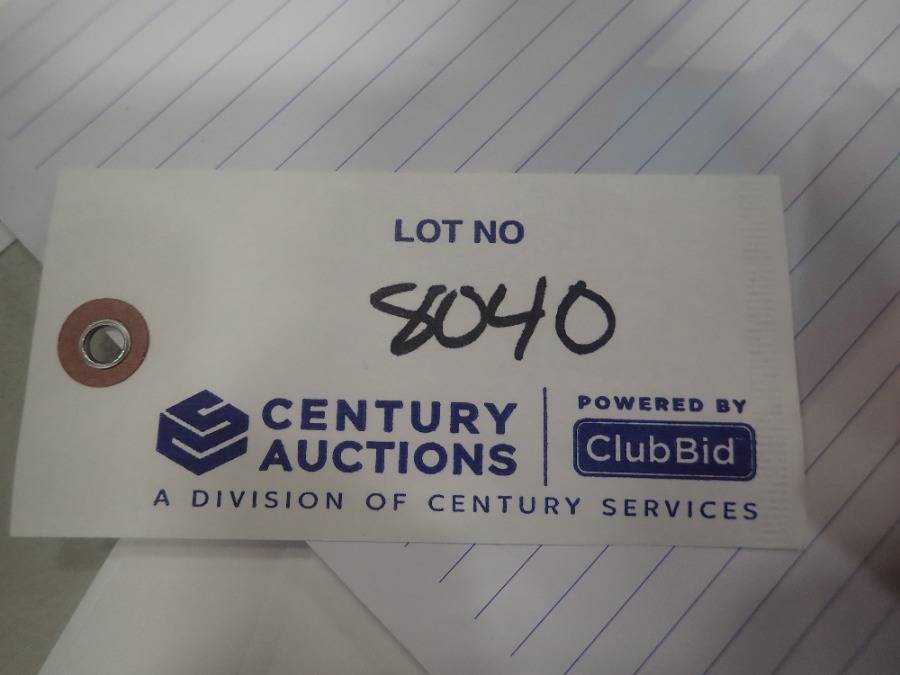 LOT NO
8040
CENTURY
AUCTIONS
POWERED BY
ClubBid
A DIVISION OF CENTURY SERVICES